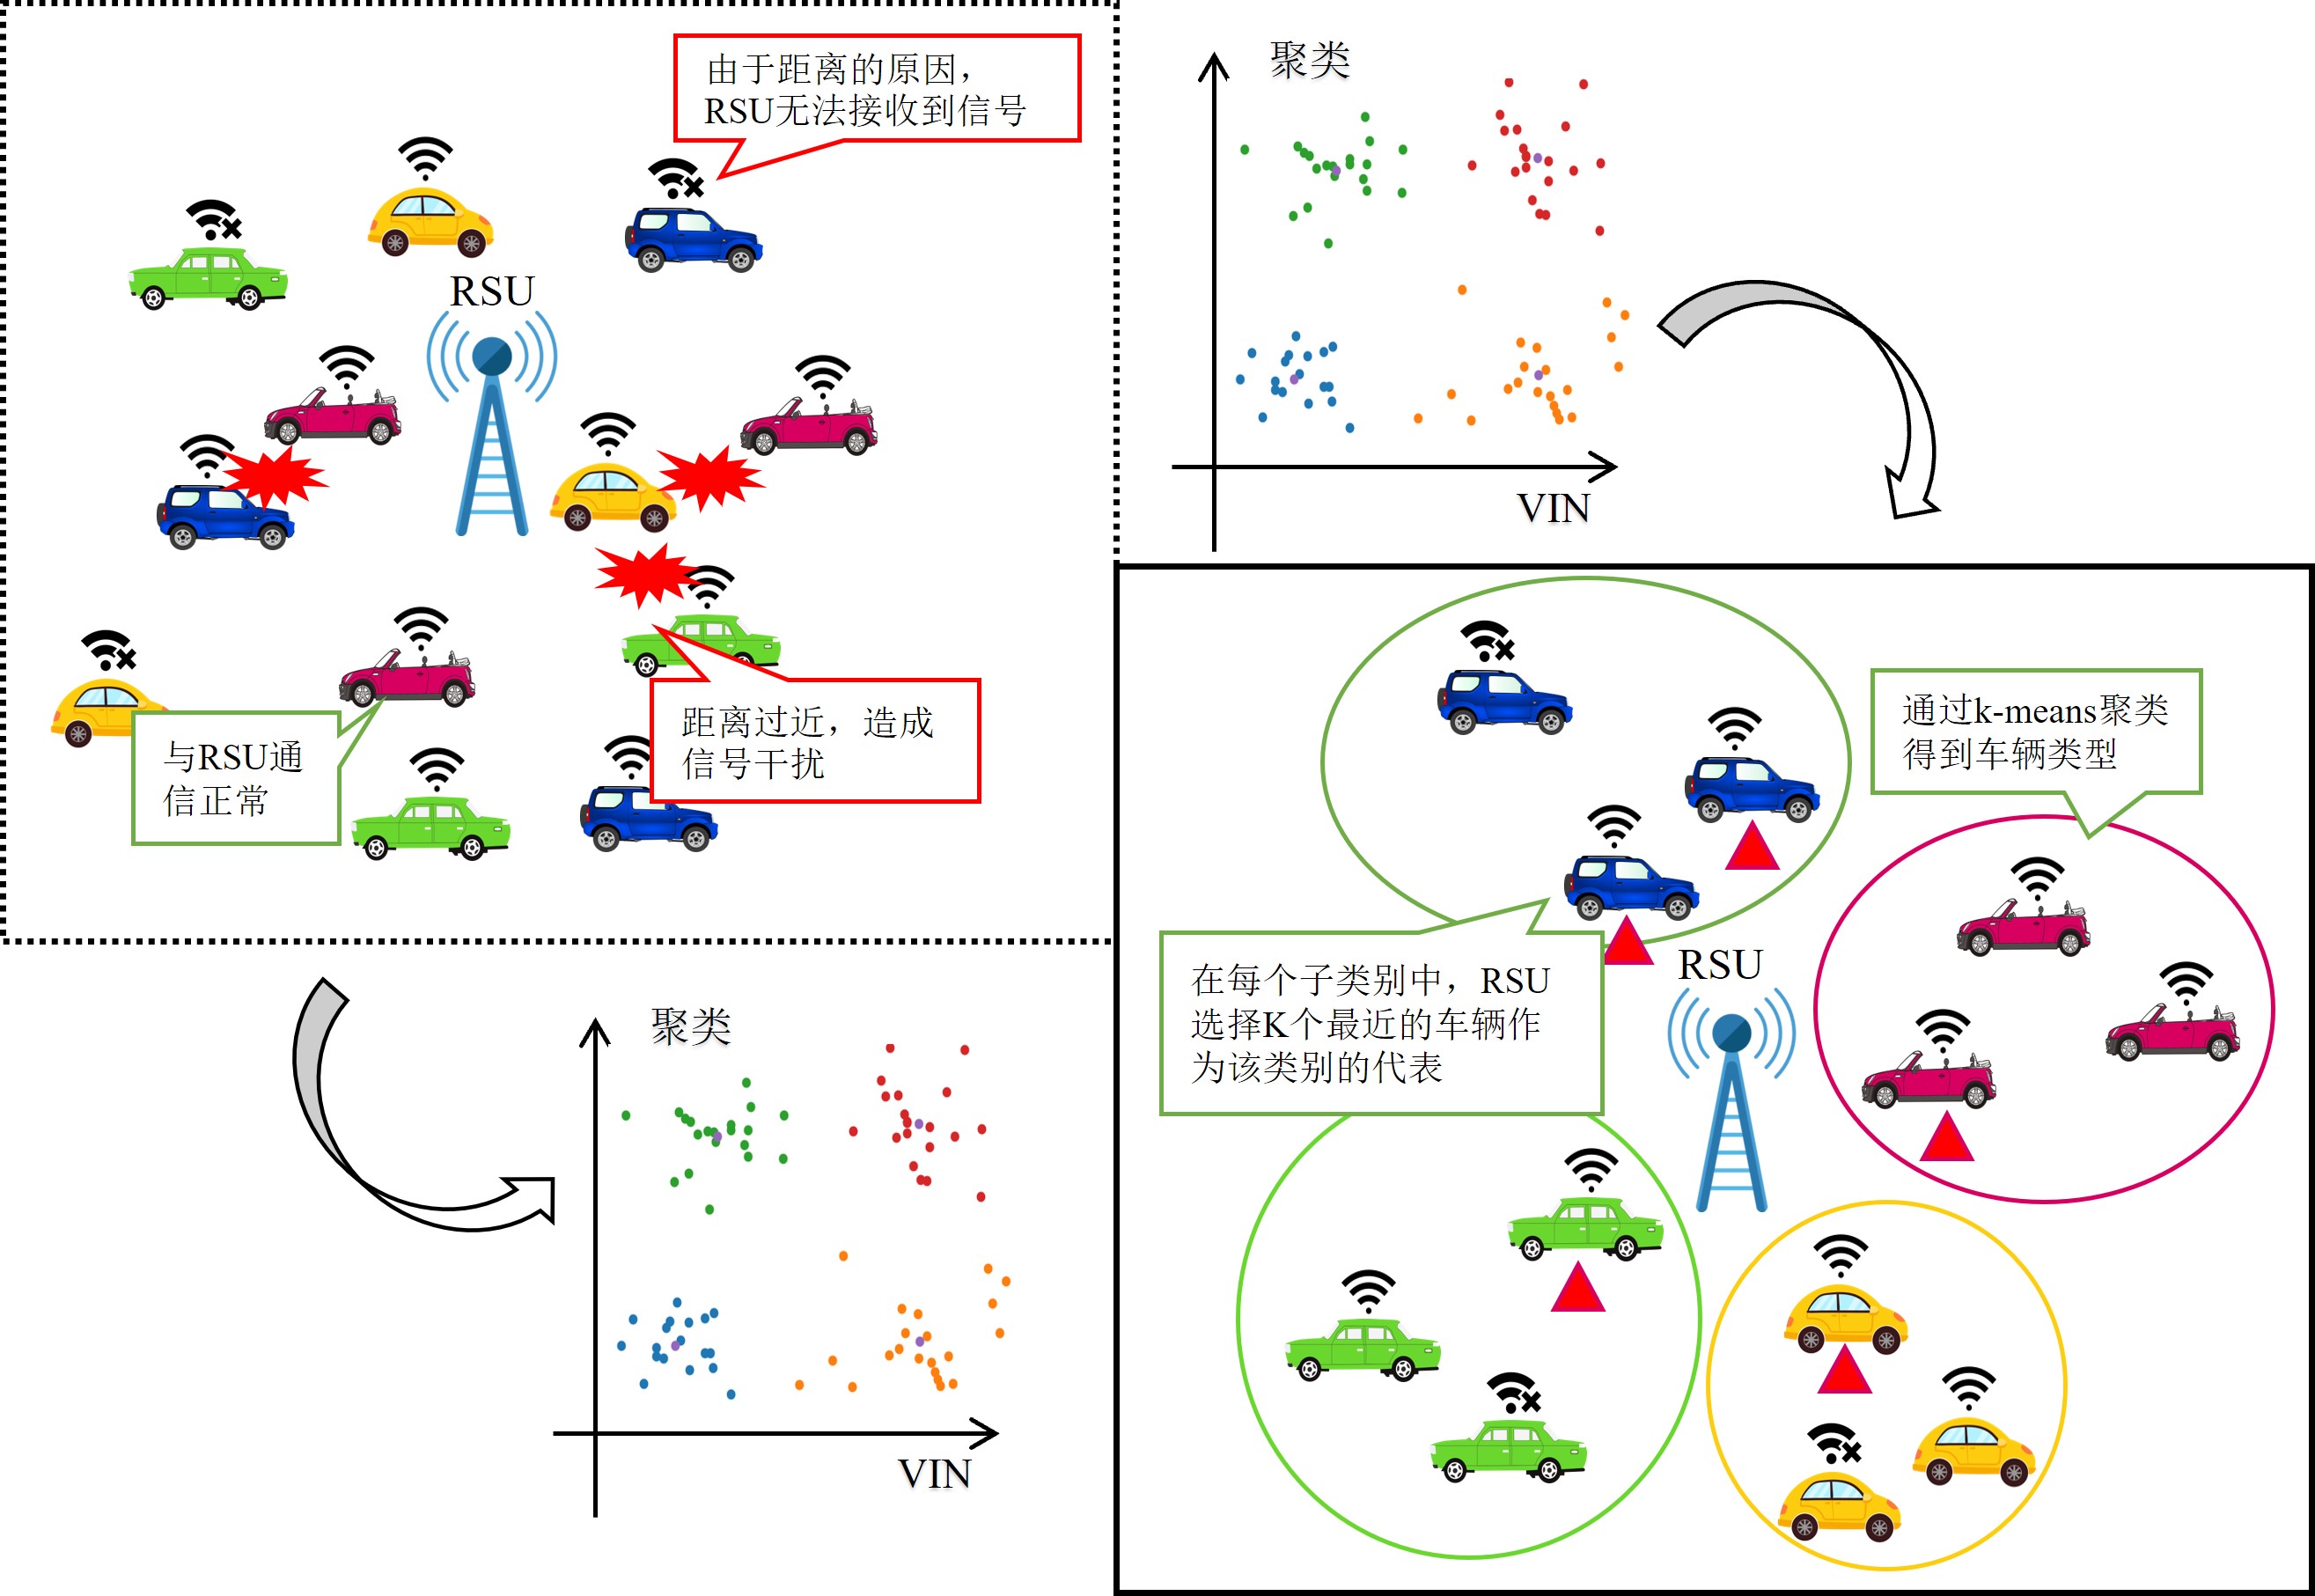 由于距离的原因，
RSU无法接收到信号
RSU
与RSU通
信正常
距离过近，造成
信号干扰
聚类
VIN
聚类
VIN
通过k-means聚类
得到车辆类型
在每个子类别中，RSU
选择K个最近的车辆作
为该类别的代表
RSU